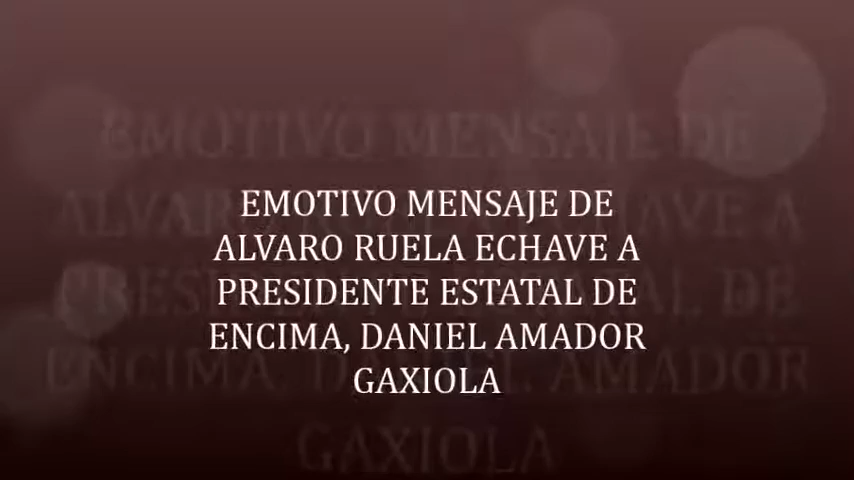 EMOTIVO MENSAJE DE
ALVARO RUELA ECHAVE A
PRESIDENTE ESTATAL DE
ENCIMA, DANIEL AMADOR
GAXIOLA